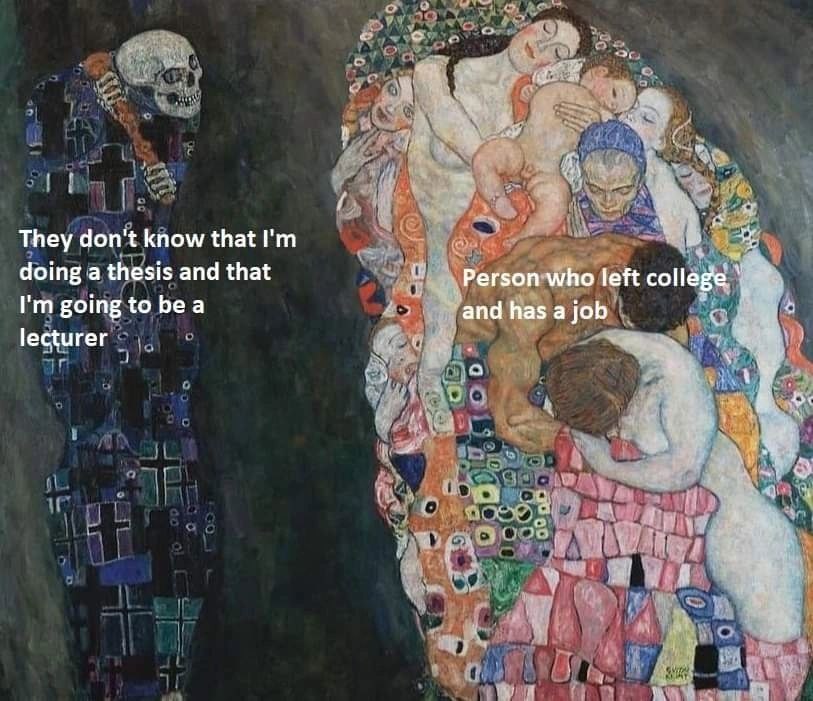 They don't know that I'm
doing a thesis and that
I'm going to be a
lecturer
Person who left college
and has a job